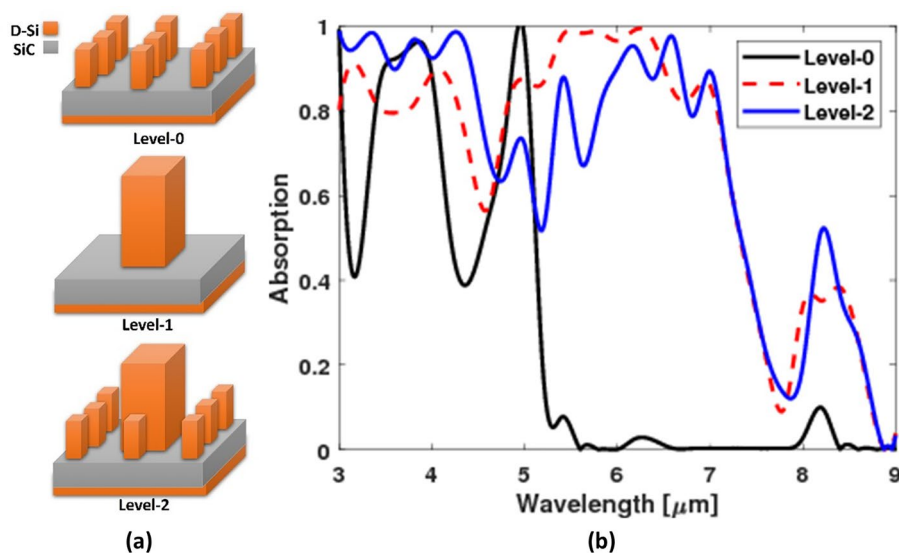 D-Si
SiC
Level-0
Level-1
Level-2
(a)
1
0.8
0.6
0.4
0.2
0
Absorption
Level-0
Level-1
Level-2
3 4 5 6 7 8 9
Wavelength [μm]
(b)